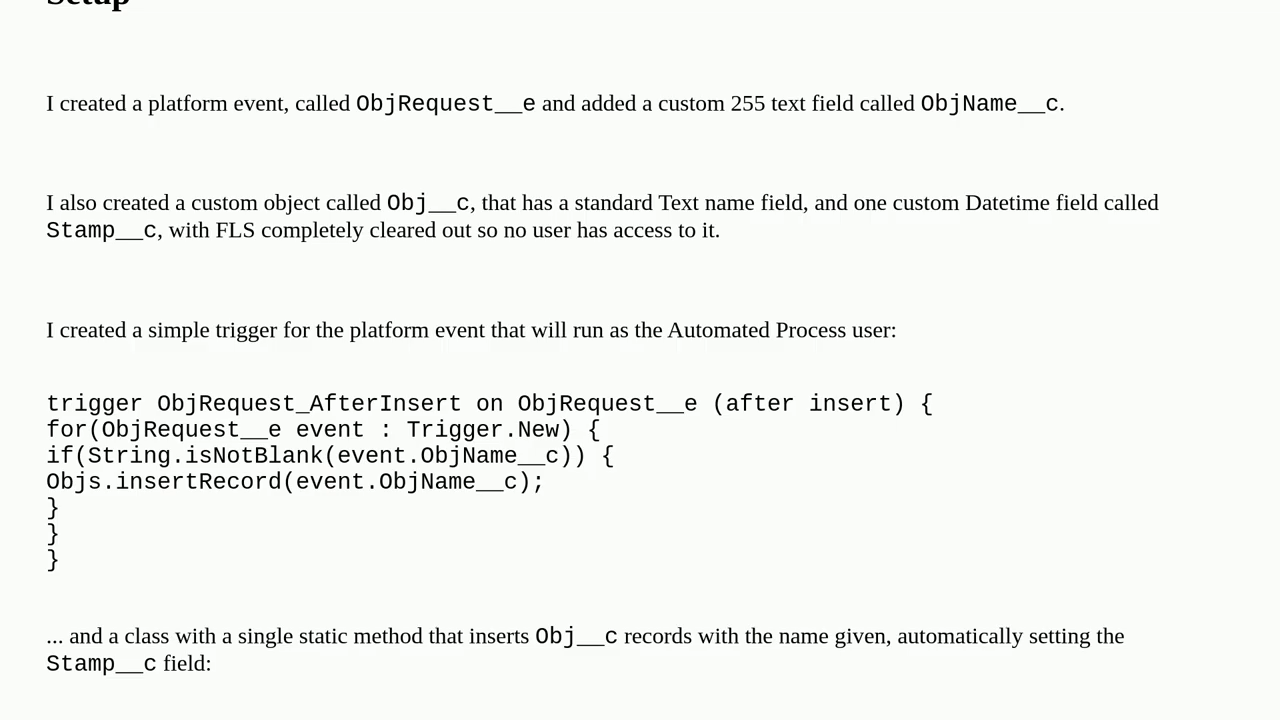 Setup
I created a platform event, called ObjRequest__e and added a custom 255 text field called ObjName__c.
I also created a custom object called Obj__c, that has a standard Text name field, and one custom Datetime field called
Stamp__c, with FLS completely cleared out so no user has access to it.
I created a simple trigger for the platform event that will run as the Automated Process user:
trigger ObjRequest_AfterInsert on ObjRequest__e (after insert) {
for(ObjRequest__e event : Trigger.New) {
if(String.isNotBlank(event.ObjName__c)) {
Objs.insertRecord(event.ObjName__c);
}
}
}
... and a class with a single static method that inserts Obj__c records with the name given, automatically setting the
Stamp__c field: